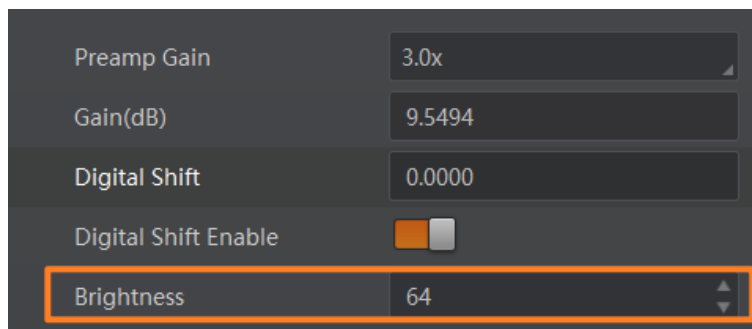 Preamp Gain 3.0x
Gain(dB) 9.5494
Digital Shift 0.0000
Digital Shift Enable
Brightness 64